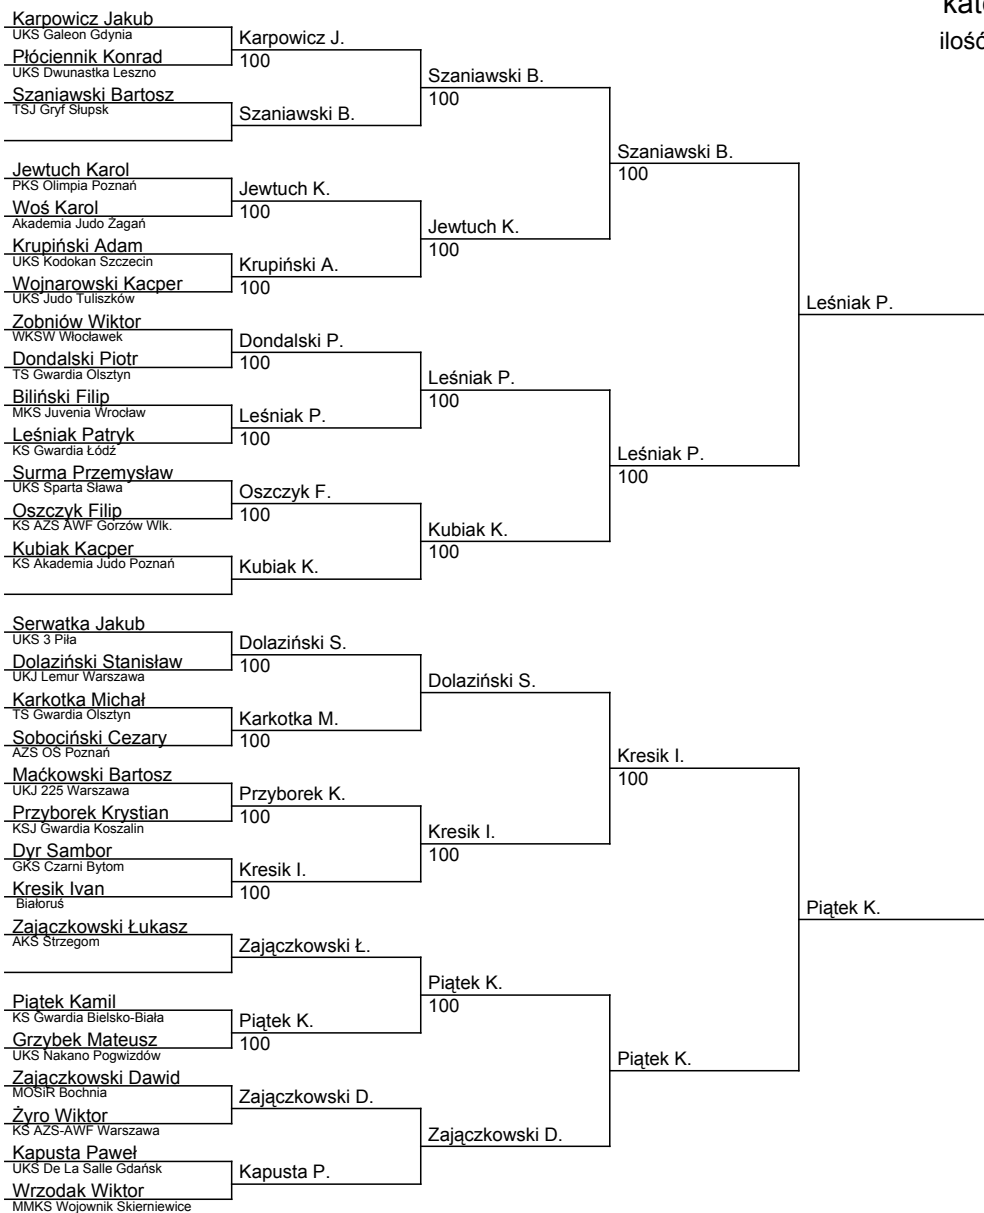 kate
ilość
Karpowicz Jakub
UKS Galeon Gdynia
Płóciennik Konrad
UKS Dwunastka Leszno
Szaniawski Bartosz
TSJ Gryf Słupsk
Jewtuch Karol
PKS Olimpia Poznań
Woś Karol
Akademia Judo Żagań
Krupiński Adam
UKS Kodokan Szczecin
Wojnarowski Kacper
UKS Judo Tuliszków
Zobniów Wiktor
WKSW Włocławek
Dondalski Piotr
TS Gwardia Olsztyn
Biliński Filip
MKS Juvenia Wrocław
Leśniak Patryk
KS Gwardia Łódź
Surma Przemysław
UKS Sparta Sława
Oszczyk Filip
KS AZS AWF Gorzów Wlk.
Kubiak Kacper
KS Akademia Judo Poznań
Serwatka Jakub
UKS 3 Piła
Dolaziński Stanisław
UKJ Lemur Warszawa
Karkotka Michał
TS Gwardia Olsztyn
Sobociński Cezary
AZS OŚ Poznań
Maćkowski Bartosz
UKJ 225 Warszawa
Przyborek Krystian
KSJ Gwardia Koszalin
Dyr Sambor
GKS Czarni Bytom
Kresik Ivan
Białoruś
Zajączkowski Łukasz
AKS Strzegom
Piątek Kamil
KS Gwardia Bielsko-Biała
Grzybek Mateusz
UKS Nakano Pogwizdów
Zajączkowski Dawid
MOSiR Bochnia
Żyro Wiktor
KS AZS-AWF Warszawa
Kapusta Paweł
UKS De La Salle Gdańsk
Wrzodak Wiktor
MMKS Wojownik Skierniewice
Karpowicz J.
100
Szaniawski B.
Jewtuch K.
100
Krupiński A.
100
Dondalski P.
100
Leśniak P.
100
Oszczyk F.
100
Kubiak K.
Dolaziński S.
100
Karkotka M.
100
Przyborek K.
100
Kresik I.
100
Zajączkowski Ł.
Piątek K.
100
Zajączkowski D.
Kapusta P.
Szaniawski B.
100
Jewtuch K.
100
Leśniak P.
100
Kubiak K.
100
Dolaziński S.
Kresik I.
100
Piątek K.
100
Zajączkowski D.
Szaniawski B.
100
Leśniak P.
100
Kresik I.
100
Piątek K.
Leśniak P.
Piątek K.